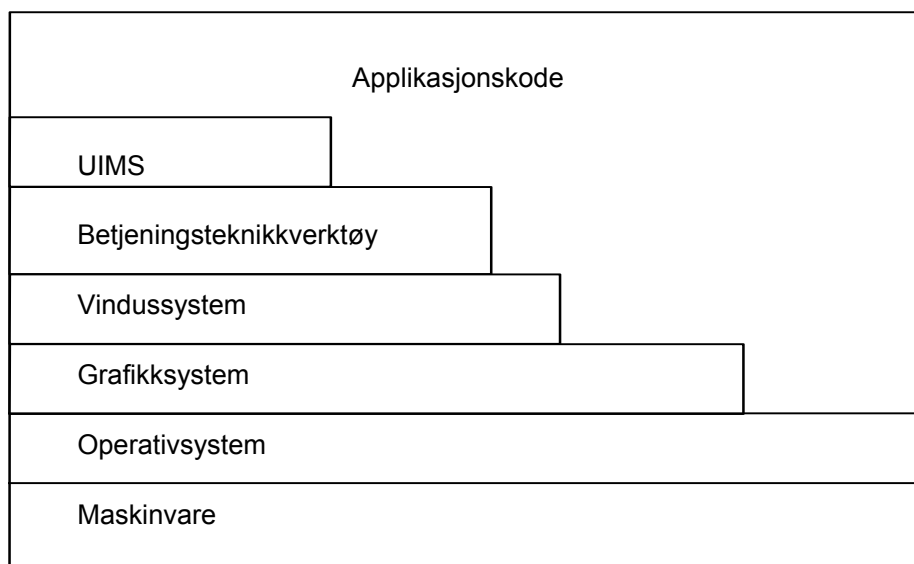 Applikasjonskode
UIMS
Betjeningsteknikkverktøy
Vindussystem
Grafikksystem
Operativsystem
Maskinvare